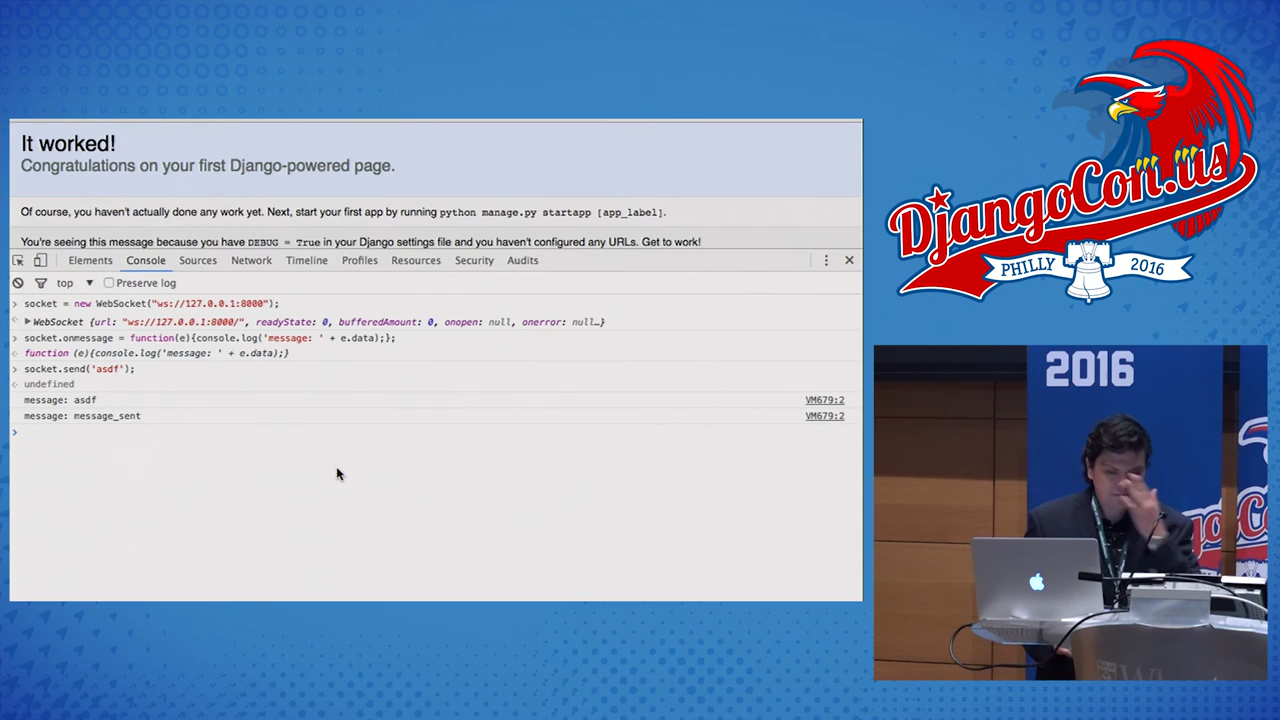 It worked!
Congratulations on your first Django-powered page.
Of course, you haven't actually done any work yet. Next, start your first app by running python manage.py startapp [app_label].
You're seeing this message because you have DEBUG = True in your Django settings file and you haven't configured any URLs. Get to work!
Elements Console Sources Network Timeline Profiles Resources Security Audits
top Preserve log
socket = new WebSocket("ws://127.0.0.1:8000");
WebSocket {url: "ws://127.0.0.1:8000/", readyState: 0, bufferedAmount: 0, onopen: null, onerror: null…}
socket.onmessage = function(e){console.log('message: ' + e.data);};
function (e){console.log('message: ' + e.data);}
socket.send('asdf');
undefined
message: asdf VM679:2
message: message_sent VM679:2
DjangoCon.us
PHILLY 2016
2016